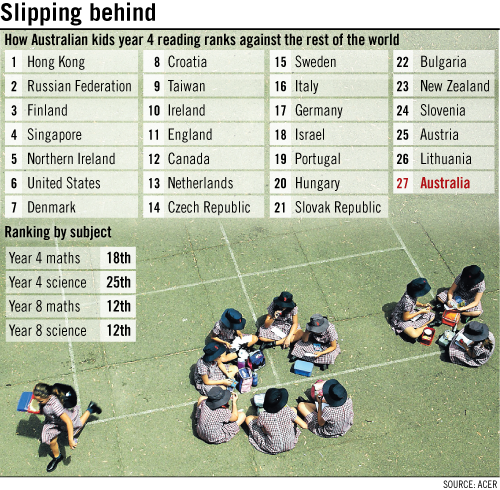 Slipping behind
How Australian kids year 4 reading ranks against the rest of the world
1 Hong Kong
2 Russian Federation
3 Finland
4 Singapore
5 Northern Ireland
6 United States
7 Denmark
8 Croatia
9 Taiwan
10 Ireland
11 England
12 Canada
13 Netherlands
14 Czech Republic
15 Sweden
16 Italy
17 Germany
18 Israel
19 Portugal
20 Hungary
21 Slovak Republic
22 Bulgaria
23 New Zealand
24 Slovenia
25 Austria
26 Lithuania
27 Australia
Ranking by subject
Year 4 maths 18th
Year 4 science 25th
Year 8 maths 12th
Year 8 science 12th
SOURCE: ACER